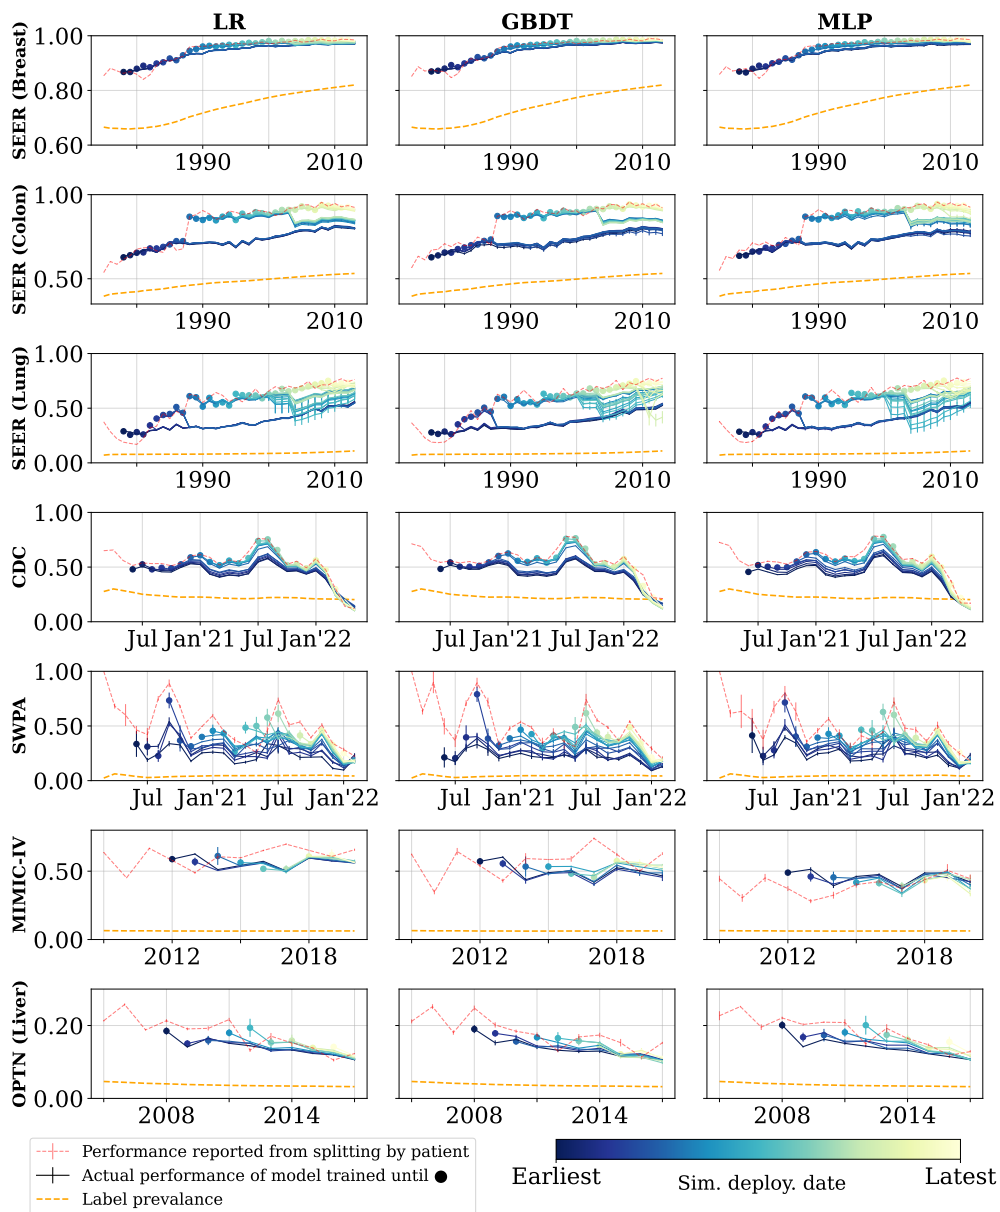 LR GBDT MLP
SEER (Breast)
1.00
0.80
0.60
1990 2010 1990 2010 1990 2010
SEER (Colon)
1.00
0.50
1990 2010 1990 2010 1990 2010
SEER (Lung)
1.00
0.50
0.00
1990 2010 1990 2010 1990 2010
CDC
1.00
0.50
0.00
Jul Jan'21 Jul Jan'22 Jul Jan'21 Jul Jan'22 Jul Jan'21 Jul Jan'22
SWPA
1.00
0.50
0.00
Jul Jan'21 Jul Jan'22 Jul Jan'21 Jul Jan'22 Jul Jan'21 Jul Jan'22
MIMIC-IV
0.50
0.00
2012 2018 2012 2018 2012 2018
OPTN (Liver)
0.20
0.00
2008 2014 2008 2014 2008 2014
Performance reported from splitting by patient
Actual performance of model trained until ●
Label prevalance
Earliest Sim. deploy. date Latest